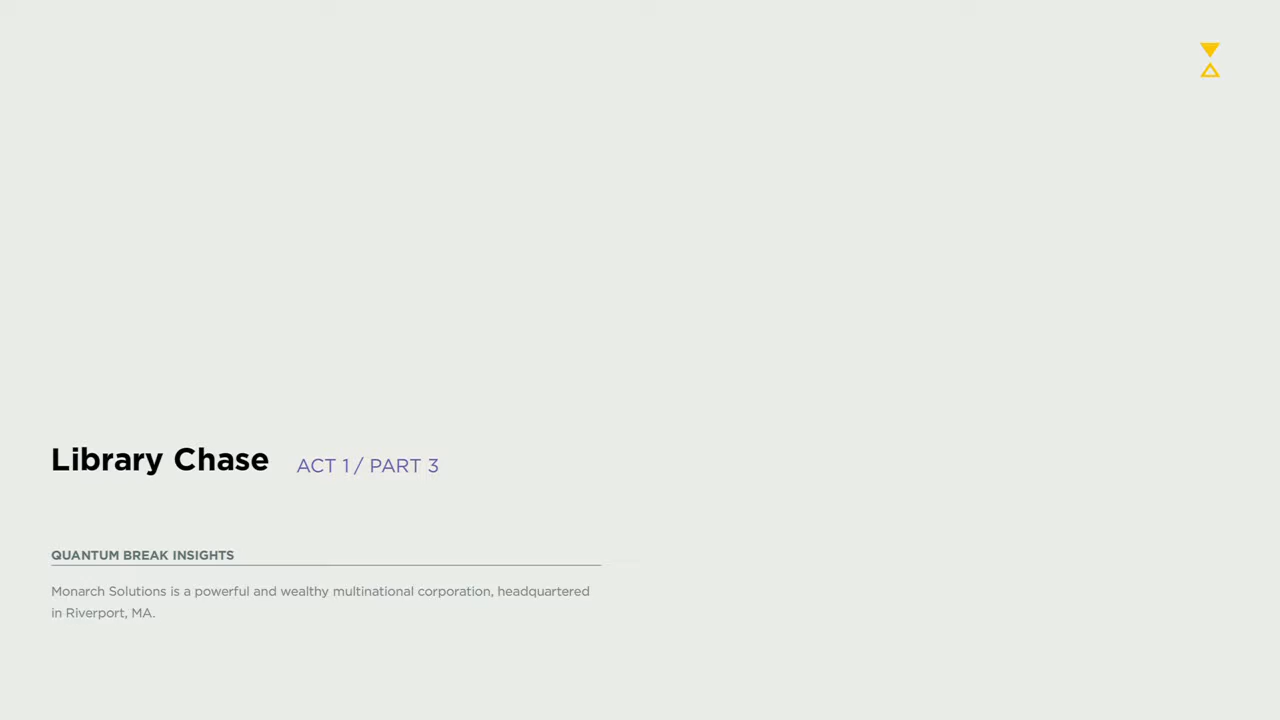 Library Chase ACT 1 / PART 3
QUANTUM BREAK INSIGHTS
Monarch Solutions is a powerful and wealthy multinational corporation, headquartered
in Riverport, MA.